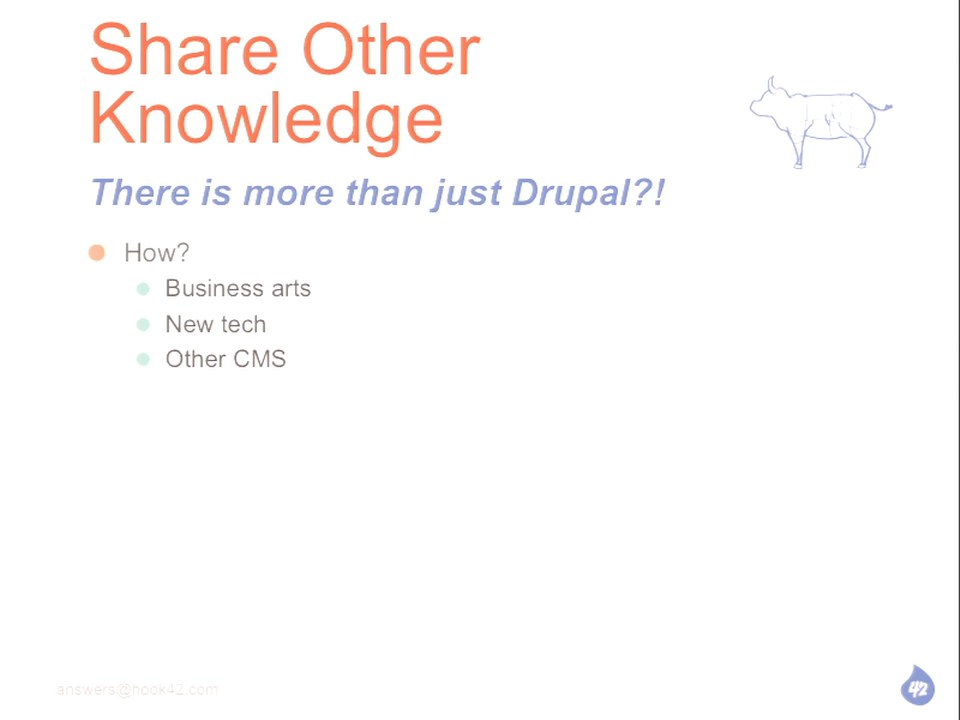 Share Other
Knowledge
There is more than just Drupal?!
How?
Business arts
New tech
Other CMS
answers@hook42.com
42